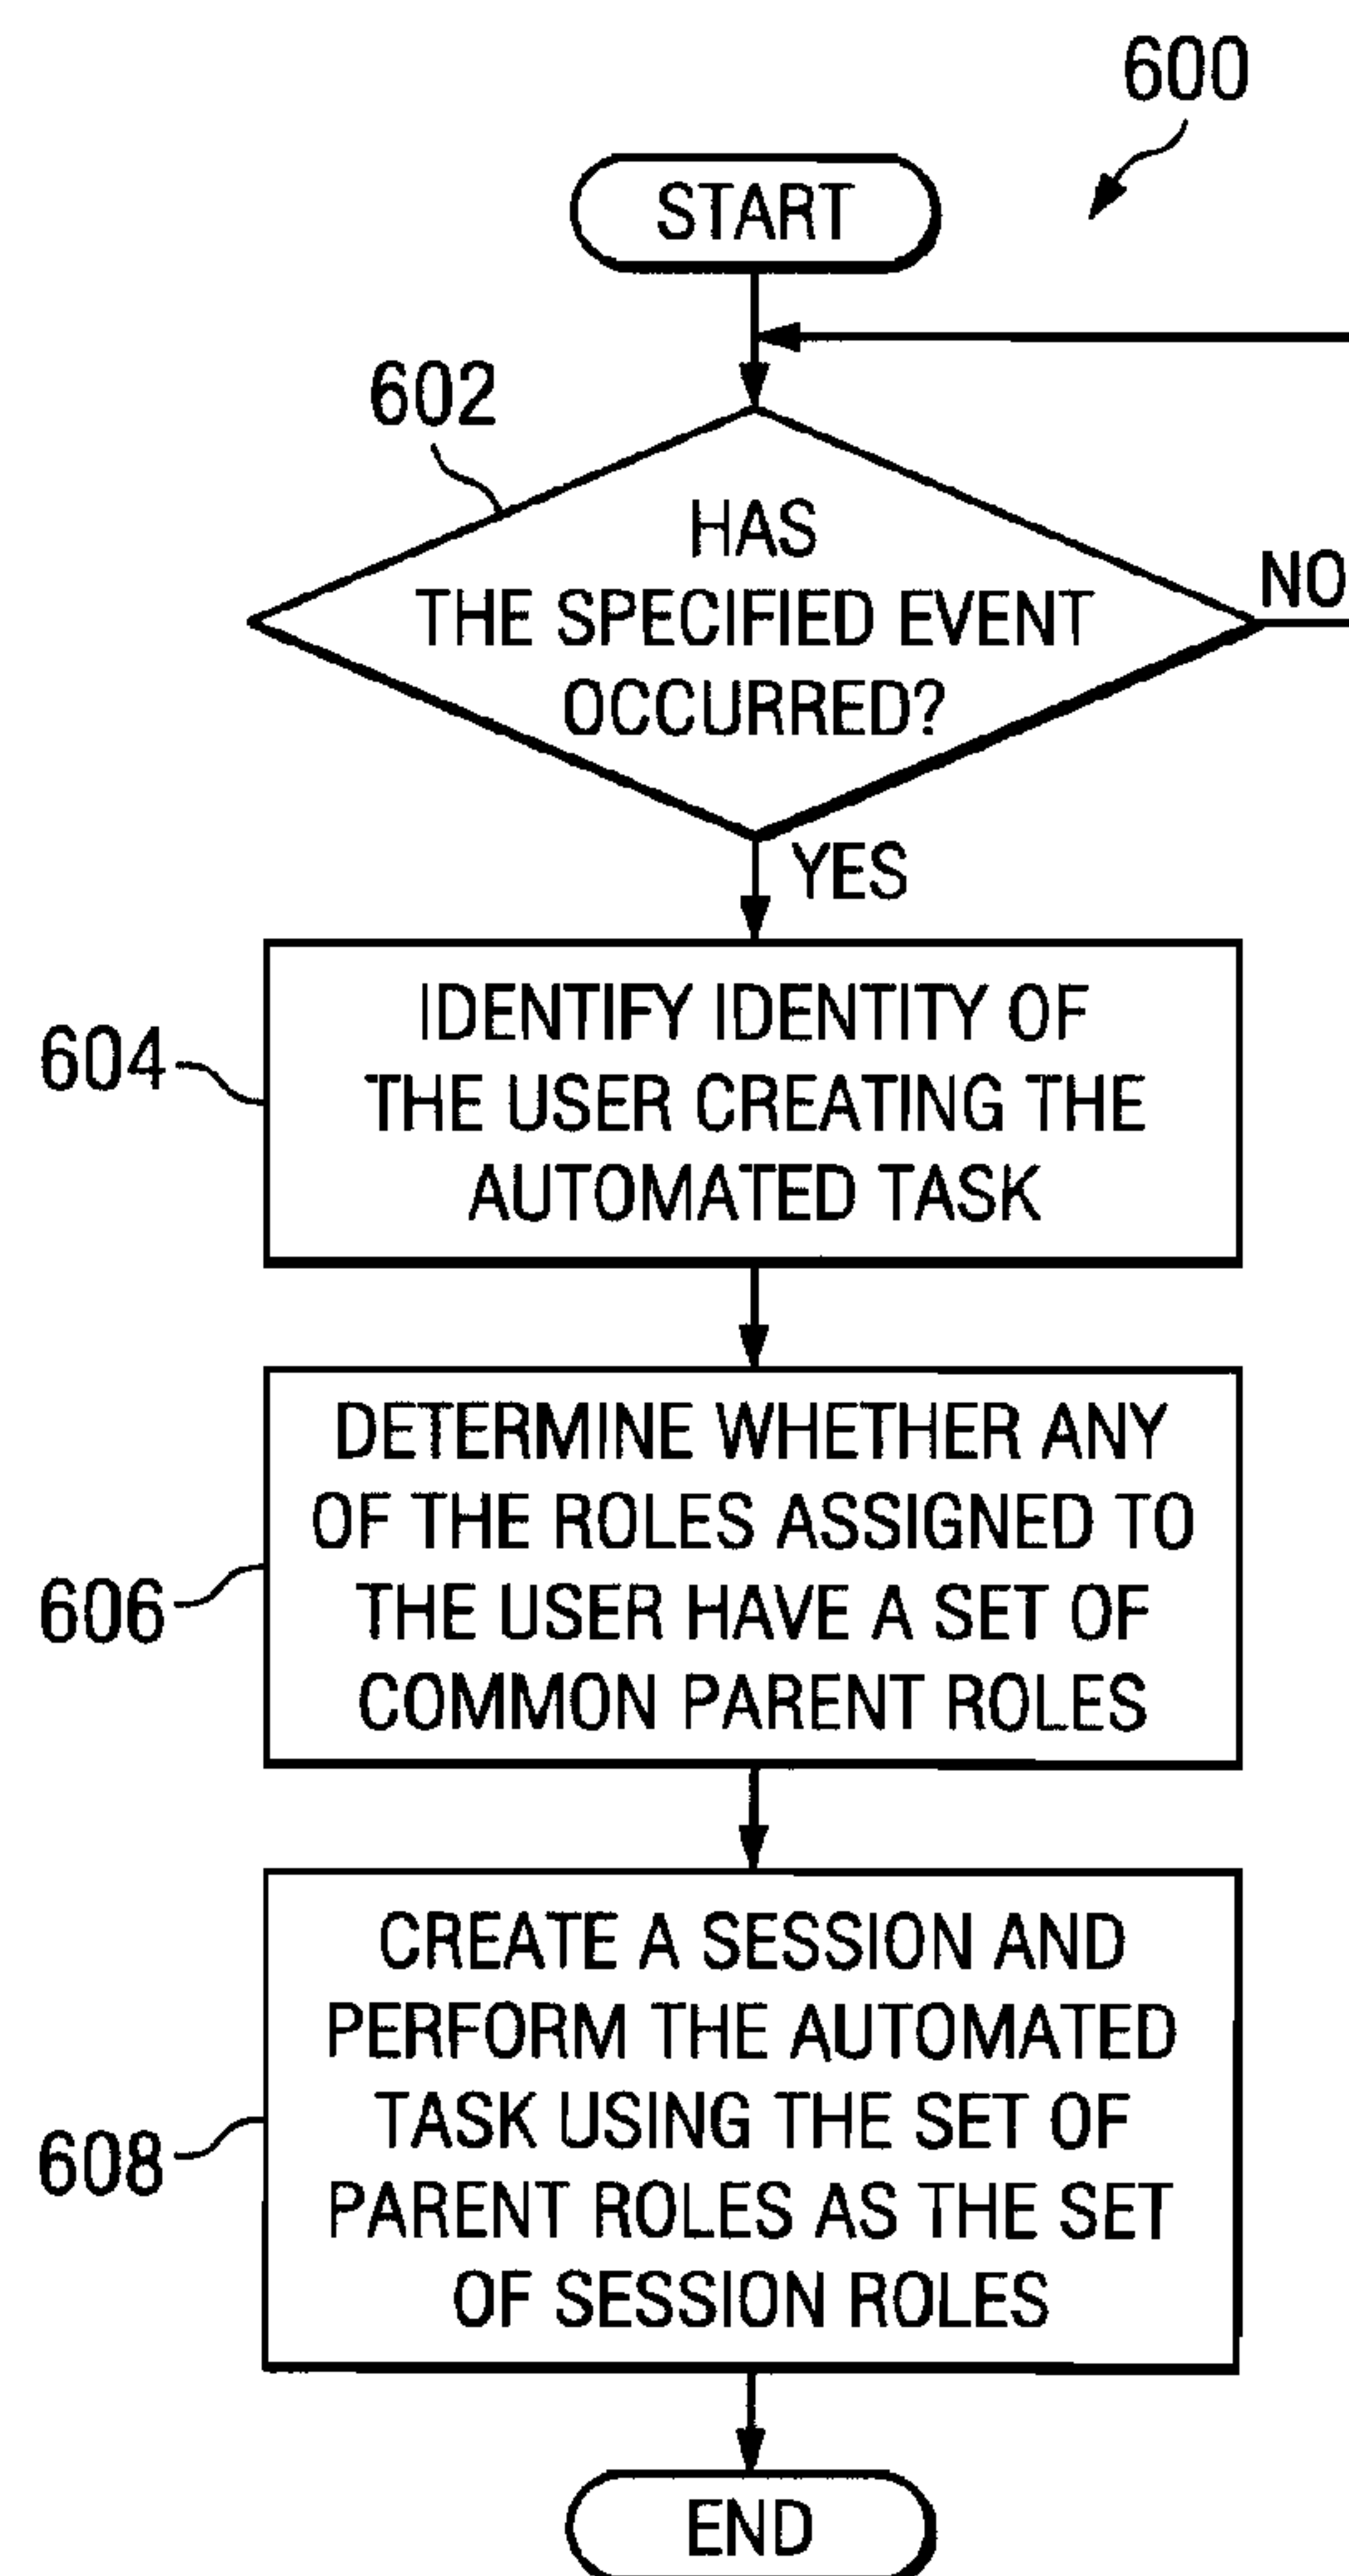 600
START
602
HAS
THE SPECIFIED EVENT
OCCURRED?
NO
YES
604
IDENTIFY IDENTITY OF
THE USER CREATING THE
AUTOMATED TASK
606
DETERMINE WHETHER ANY
OF THE ROLES ASSIGNED TO
THE USER HAVE A SET OF
COMMON PARENT ROLES
608
CREATE A SESSION AND
PERFORM THE AUTOMATED
TASK USING THE SET OF
PARENT ROLES AS THE SET
OF SESSION ROLES
END